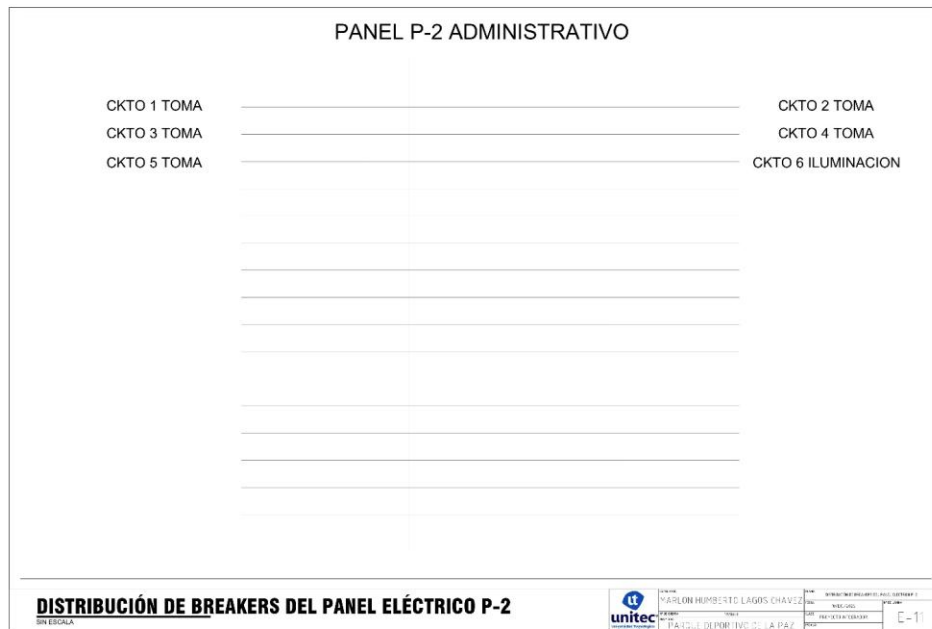 PANEL P-2 ADMINISTRATIVO
CKTO 1 TOMA
CKTO 2 TOMA
CKTO 3 TOMA
CKTO 4 TOMA
CKTO 5 TOMA
CKTO 6 ILUMINACION
DISTRIBUCIÓN DE BREAKERS DEL PANEL ELÉCTRICO P-2
SIN ESCALA
unitec
MARLON HUMBERTO LAGOS CHAVEZ
PARQUE DEPORTIVO DE LA PAZ
PROYECTO INTEGRADOR
E-11